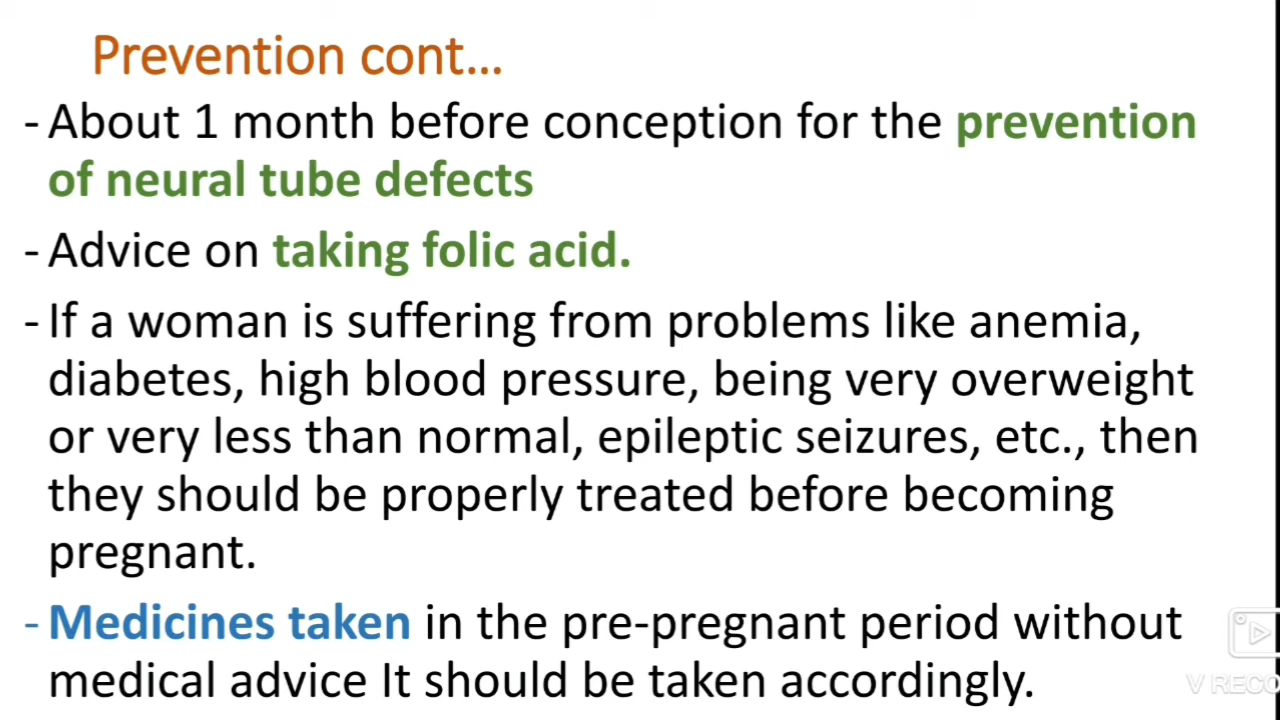 Prevention cont...
- About 1 month before conception for the prevention
of neural tube defects
- Advice on taking folic acid.
- If a woman is suffering from problems like anemia,
diabetes, high blood pressure, being very overweight
or very less than normal, epileptic seizures, etc., then
they should be properly treated before becoming
pregnant.
- Medicines taken in the pre-pregnant period without
medical advice It should be taken accordingly.
V RECO